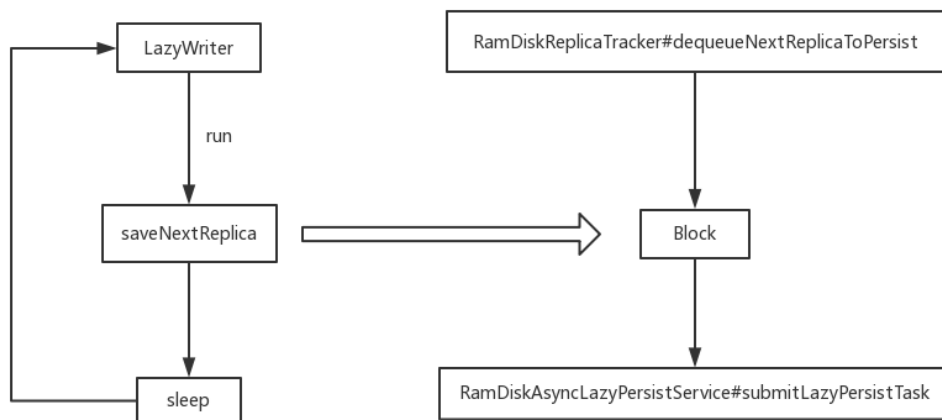 LazyWriter
run
saveNextReplica
sleep
RamDiskReplicaTracker#dequeueNextReplicaToPersist
Block
RamDiskAsyncLazyPersistService#submitLazyPersistTask